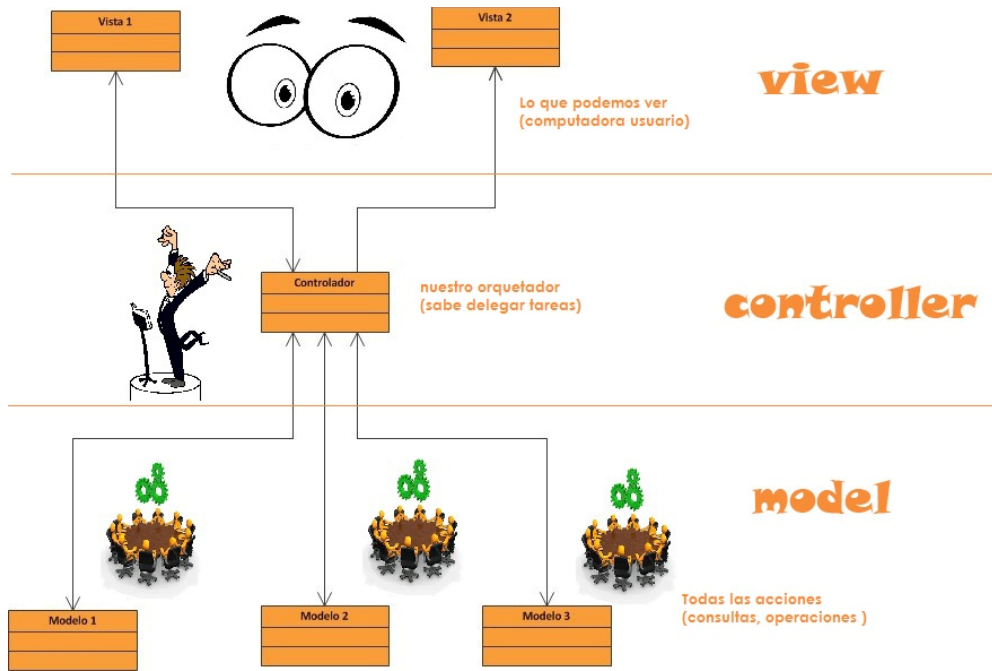 Vista 1
Vista 2
view
Lo que podemos ver
(computadora usuario)
Controlador
nuestro orquetador
(sabe delegar tareas)
controller
model
Modelo 1
Modelo 2
Modelo 3
Todas las acciones
(consultas, operaciones )